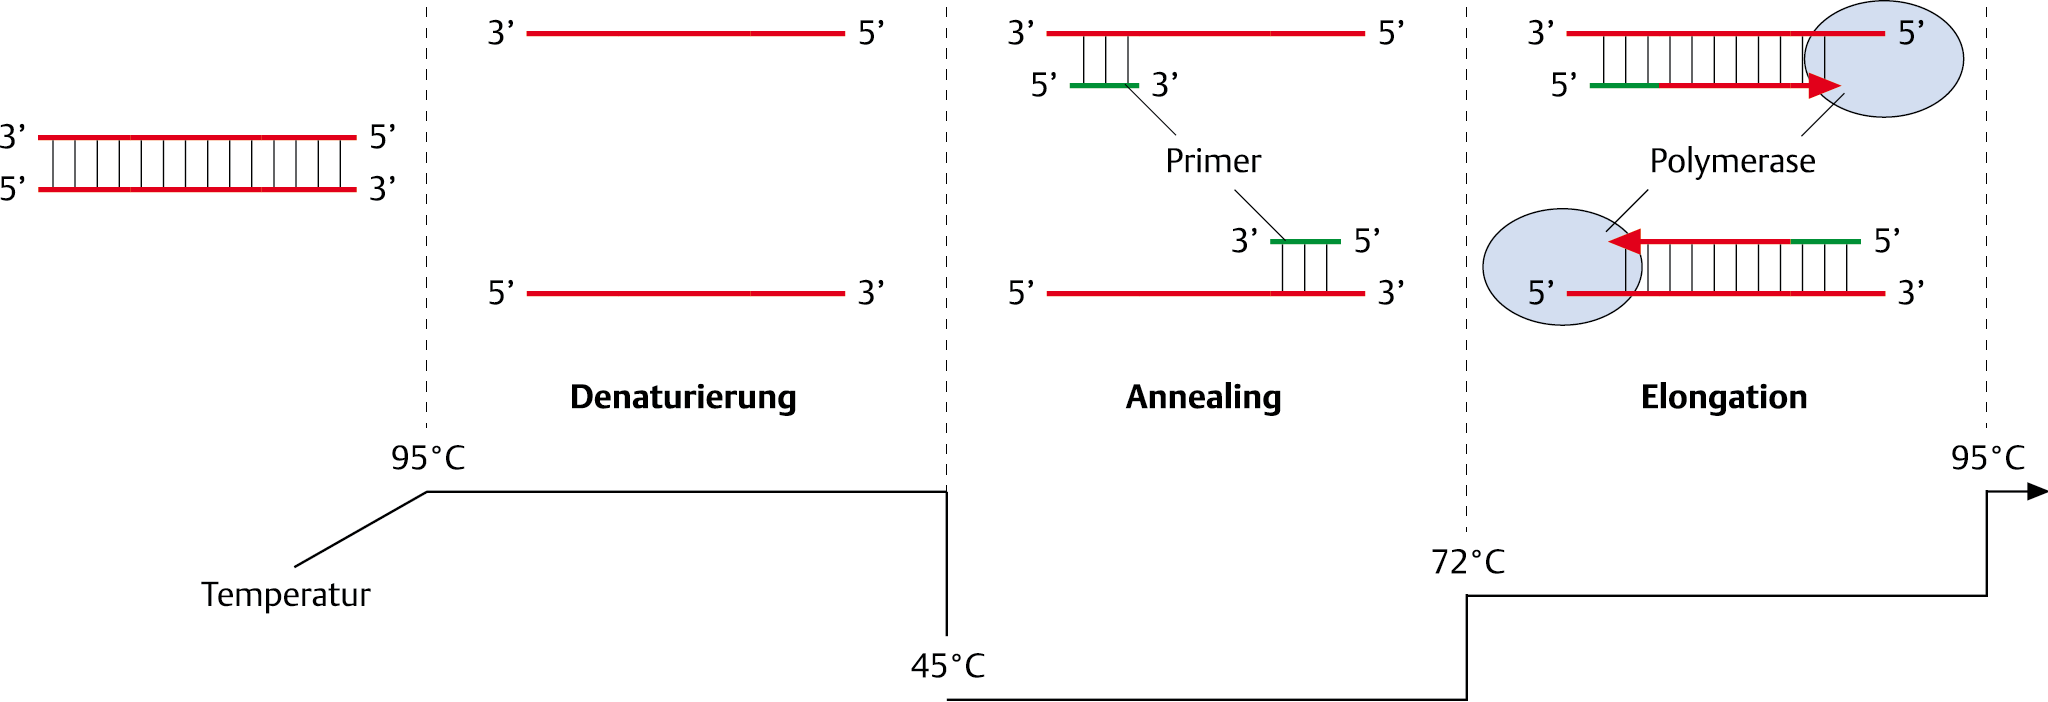 3’ 5’
5’ 3’
3’ 5’
5’ 3’
Denaturierung
3’ 5’
5’ 3’
Primer
3’ 5’
5’ 3’
Annealing
3’ 5’
5’
Polymerase
5’
5’ 3’
Elongation
95°C
95°C
72°C
Temperatur
45°C